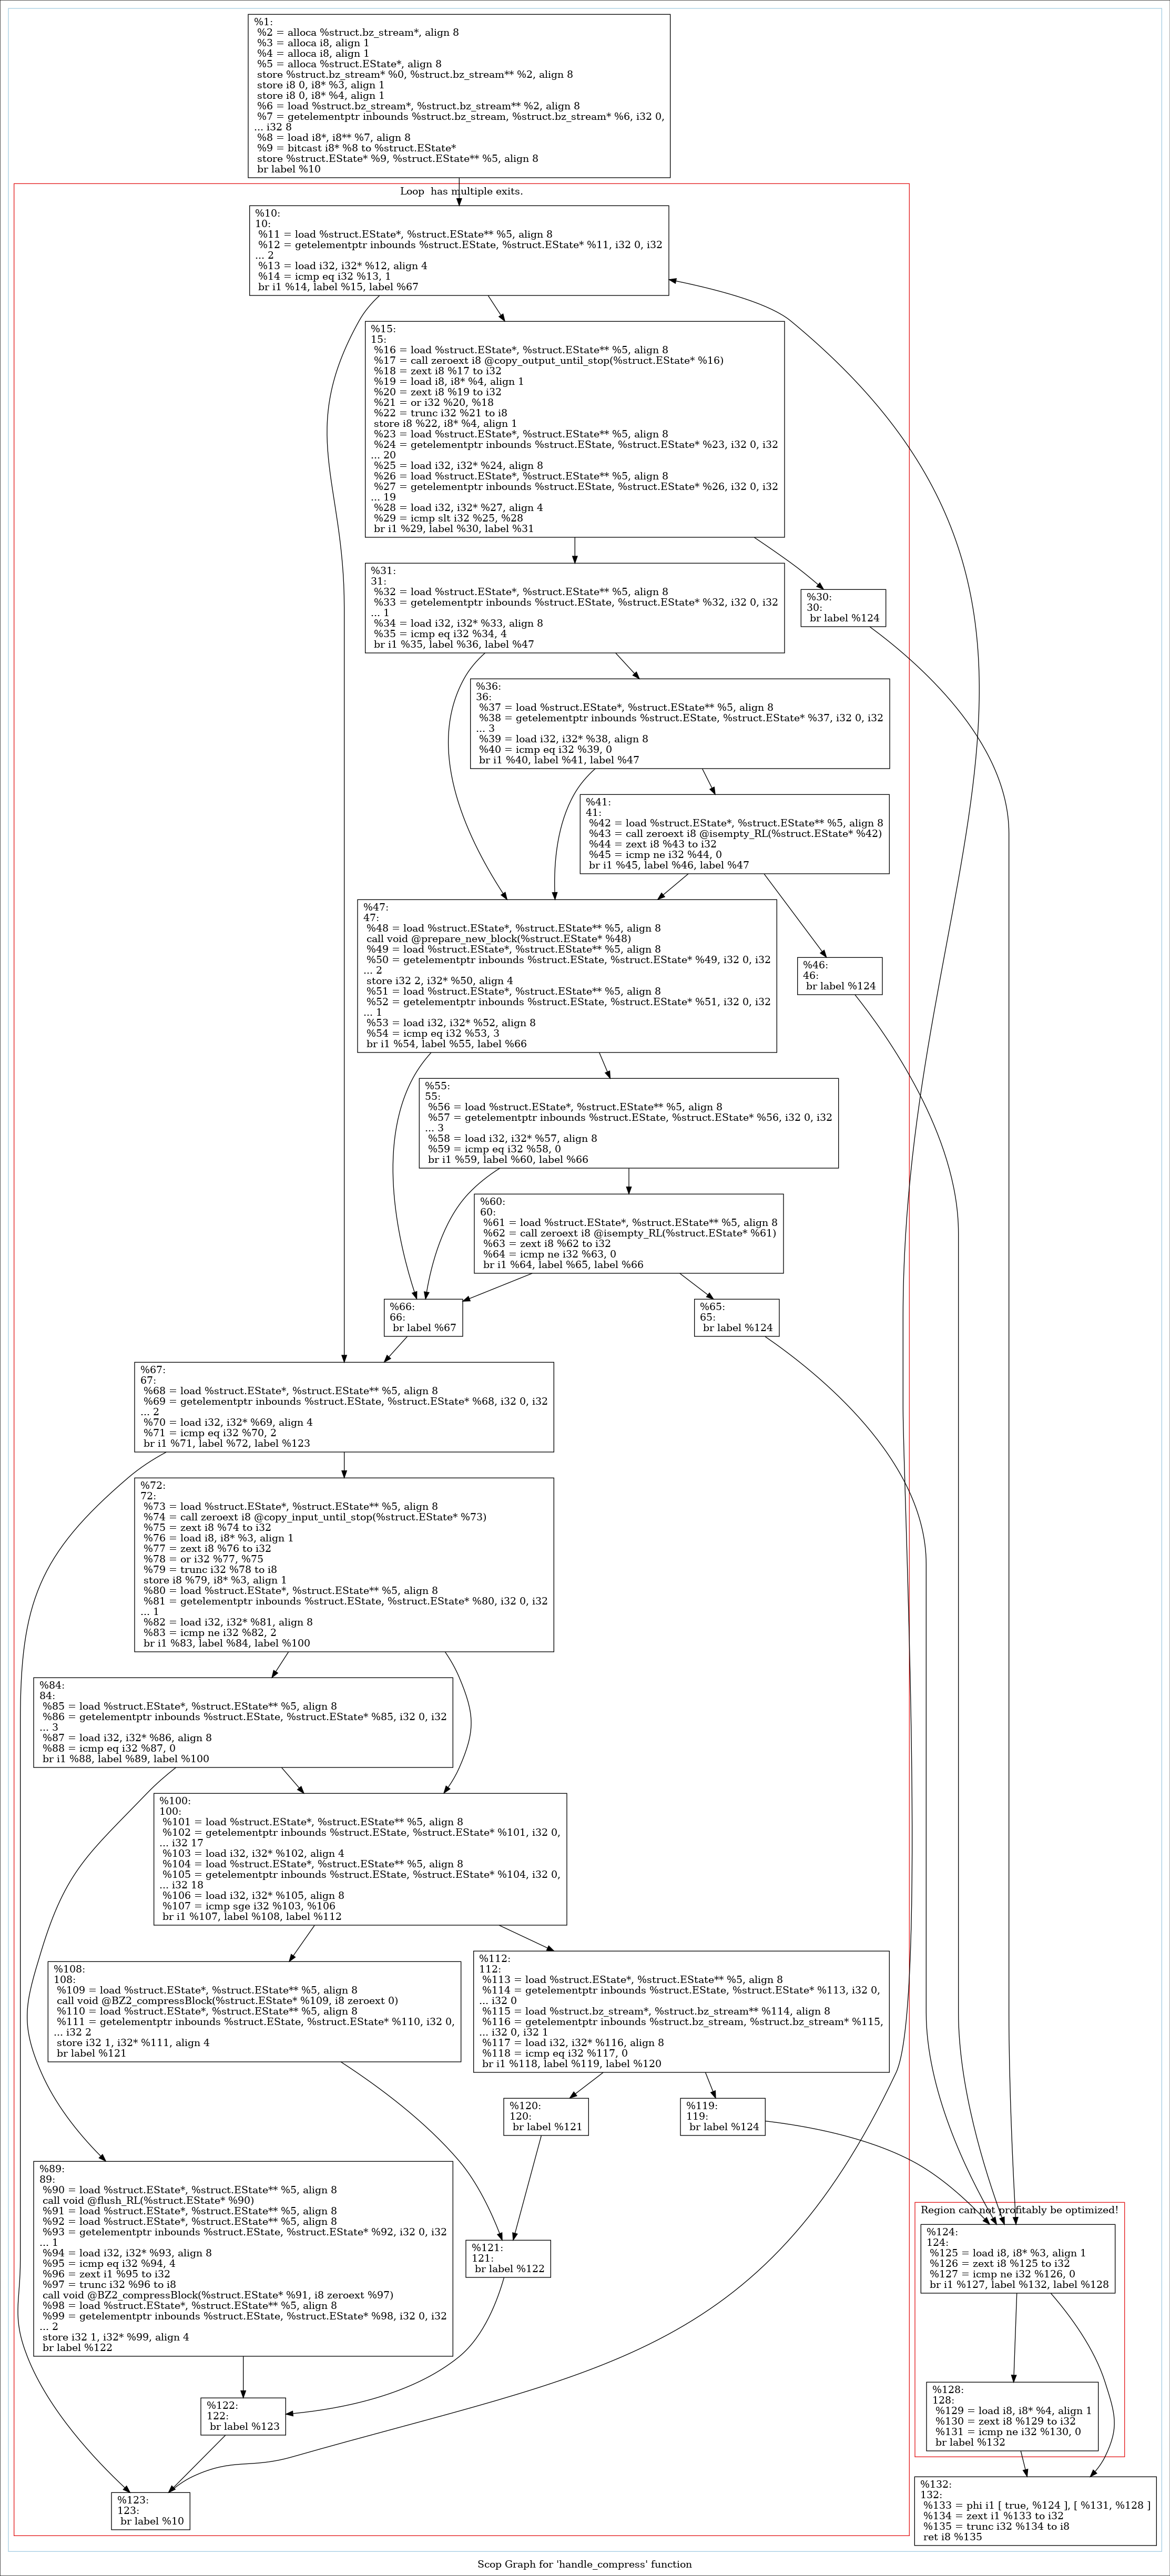 %1:
%2 = alloca %struct.bz_stream*, align 8
%3 = alloca i8, align 1
%4 = alloca i8, align 1
%5 = alloca %struct.EState*, align 8
store %struct.bz_stream* %0, %struct.bz_stream** %2, align 8
store i8 0, i8* %3, align 1
store i8 0, i8* %4, align 1
%6 = load %struct.bz_stream*, %struct.bz_stream** %2, align 8
%7 = getelementptr inbounds %struct.bz_stream, %struct.bz_stream* %6, i32 0,
... i32 8
%8 = load i8*, i8** %7, align 8
%9 = bitcast i8* %8 to %struct.EState*
store %struct.EState* %9, %struct.EState** %5, align 8
br label %10
Loop  has multiple exits.
%10:
10:
%11 = load %struct.EState*, %struct.EState** %5, align 8
%12 = getelementptr inbounds %struct.EState, %struct.EState* %11, i32 0, i32
... 2
%13 = load i32, i32* %12, align 4
%14 = icmp eq i32 %13, 1
br i1 %14, label %15, label %67
%15:
15:
%16 = load %struct.EState*, %struct.EState** %5, align 8
%17 = call zeroext i8 @copy_output_until_stop(%struct.EState* %16)
%18 = zext i8 %17 to i32
%19 = load i8, i8* %4, align 1
%20 = zext i8 %19 to i32
%21 = or i32 %20, %18
%22 = trunc i32 %21 to i8
store i8 %22, i8* %4, align 1
%23 = load %struct.EState*, %struct.EState** %5, align 8
%24 = getelementptr inbounds %struct.EState, %struct.EState* %23, i32 0, i32
... 20
%25 = load i32, i32* %24, align 8
%26 = load %struct.EState*, %struct.EState** %5, align 8
%27 = getelementptr inbounds %struct.EState, %struct.EState* %26, i32 0, i32
... 19
%28 = load i32, i32* %27, align 4
%29 = icmp slt i32 %25, %28
br i1 %29, label %30, label %31
%31:
31:
%32 = load %struct.EState*, %struct.EState** %5, align 8
%33 = getelementptr inbounds %struct.EState, %struct.EState* %32, i32 0, i32
... 1
%34 = load i32, i32* %33, align 8
%35 = icmp eq i32 %34, 4
br i1 %35, label %36, label %47
%30:
30:
br label %124
%36:
36:
%37 = load %struct.EState*, %struct.EState** %5, align 8
%38 = getelementptr inbounds %struct.EState, %struct.EState* %37, i32 0, i32
... 3
%39 = load i32, i32* %38, align 8
%40 = icmp eq i32 %39, 0
br i1 %40, label %41, label %47
%41:
41:
%42 = load %struct.EState*, %struct.EState** %5, align 8
%43 = call zeroext i8 @isempty_RL(%struct.EState* %42)
%44 = zext i8 %43 to i32
%45 = icmp ne i32 %44, 0
br i1 %45, label %46, label %47
%47:
47:
%48 = load %struct.EState*, %struct.EState** %5, align 8
call void @prepare_new_block(%struct.EState* %48)
%49 = load %struct.EState*, %struct.EState** %5, align 8
%50 = getelementptr inbounds %struct.EState, %struct.EState* %49, i32 0, i32
... 2
store i32 2, i32* %50, align 4
%51 = load %struct.EState*, %struct.EState** %5, align 8
%52 = getelementptr inbounds %struct.EState, %struct.EState* %51, i32 0, i32
... 1
%53 = load i32, i32* %52, align 8
%54 = icmp eq i32 %53, 3
br i1 %54, label %55, label %66
%46:
46:
br label %124
%55:
55:
%56 = load %struct.EState*, %struct.EState** %5, align 8
%57 = getelementptr inbounds %struct.EState, %struct.EState* %56, i32 0, i32
... 3
%58 = load i32, i32* %57, align 8
%59 = icmp eq i32 %58, 0
br i1 %59, label %60, label %66
%60:
60:
%61 = load %struct.EState*, %struct.EState** %5, align 8
%62 = call zeroext i8 @isempty_RL(%struct.EState* %61)
%63 = zext i8 %62 to i32
%64 = icmp ne i32 %63, 0
br i1 %64, label %65, label %66
%66:
66:
br label %67
%65:
65:
br label %124
%67:
67:
%68 = load %struct.EState*, %struct.EState** %5, align 8
%69 = getelementptr inbounds %struct.EState, %struct.EState* %68, i32 0, i32
... 2
%70 = load i32, i32* %69, align 4
%71 = icmp eq i32 %70, 2
br i1 %71, label %72, label %123
%72:
72:
%73 = load %struct.EState*, %struct.EState** %5, align 8
%74 = call zeroext i8 @copy_input_until_stop(%struct.EState* %73)
%75 = zext i8 %74 to i32
%76 = load i8, i8* %3, align 1
%77 = zext i8 %76 to i32
%78 = or i32 %77, %75
%79 = trunc i32 %78 to i8
store i8 %79, i8* %3, align 1
%80 = load %struct.EState*, %struct.EState** %5, align 8
%81 = getelementptr inbounds %struct.EState, %struct.EState* %80, i32 0, i32
... 1
%82 = load i32, i32* %81, align 8
%83 = icmp ne i32 %82, 2
br i1 %83, label %84, label %100
%84:
84:
%85 = load %struct.EState*, %struct.EState** %5, align 8
%86 = getelementptr inbounds %struct.EState, %struct.EState* %85, i32 0, i32
... 3
%87 = load i32, i32* %86, align 8
%88 = icmp eq i32 %87, 0
br i1 %88, label %89, label %100
%100:
100:
%101 = load %struct.EState*, %struct.EState** %5, align 8
%102 = getelementptr inbounds %struct.EState, %struct.EState* %101, i32 0,
... i32 17
%103 = load i32, i32* %102, align 4
%104 = load %struct.EState*, %struct.EState** %5, align 8
%105 = getelementptr inbounds %struct.EState, %struct.EState* %104, i32 0,
... i32 18
%106 = load i32, i32* %105, align 8
%107 = icmp sge i32 %103, %106
br i1 %107, label %108, label %112
%108:
108:
%109 = load %struct.EState*, %struct.EState** %5, align 8
call void @BZ2_compressBlock(%struct.EState* %109, i8 zeroext 0)
%110 = load %struct.EState*, %struct.EState** %5, align 8
%111 = getelementptr inbounds %struct.EState, %struct.EState* %110, i32 0,
... i32 2
store i32 1, i32* %111, align 4
br label %121
%112:
112:
%113 = load %struct.EState*, %struct.EState** %5, align 8
%114 = getelementptr inbounds %struct.EState, %struct.EState* %113, i32 0,
... i32 0
%115 = load %struct.bz_stream*, %struct.bz_stream** %114, align 8
%116 = getelementptr inbounds %struct.bz_stream, %struct.bz_stream* %115,
... i32 0, i32 1
%117 = load i32, i32* %116, align 8
%118 = icmp eq i32 %117, 0
br i1 %118, label %119, label %120
%120:
120:
br label %121
%119:
119:
br label %124
%89:
89:
%90 = load %struct.EState*, %struct.EState** %5, align 8
call void @flush_RL(%struct.EState* %90)
%91 = load %struct.EState*, %struct.EState** %5, align 8
%92 = load %struct.EState*, %struct.EState** %5, align 8
%93 = getelementptr inbounds %struct.EState, %struct.EState* %92, i32 0, i32
... 1
%94 = load i32, i32* %93, align 8
%95 = icmp eq i32 %94, 4
%96 = zext i1 %95 to i32
%97 = trunc i32 %96 to i8
call void @BZ2_compressBlock(%struct.EState* %91, i8 zeroext %97)
%98 = load %struct.EState*, %struct.EState** %5, align 8
%99 = getelementptr inbounds %struct.EState, %struct.EState* %98, i32 0, i32
... 2
store i32 1, i32* %99, align 4
br label %122
%121:
121:
br label %122
Region can not profitably be optimized!
%124:
124:
%125 = load i8, i8* %3, align 1
%126 = zext i8 %125 to i32
%127 = icmp ne i32 %126, 0
br i1 %127, label %132, label %128
%128:
128:
%129 = load i8, i8* %4, align 1
%130 = zext i8 %129 to i32
%131 = icmp ne i32 %130, 0
br label %132
%122:
122:
br label %123
%123:
123:
br label %10
%132:
132:
%133 = phi i1 [ true, %124 ], [ %131, %128 ]
%134 = zext i1 %133 to i32
%135 = trunc i32 %134 to i8
ret i8 %135
Scop Graph for 'handle_compress' function